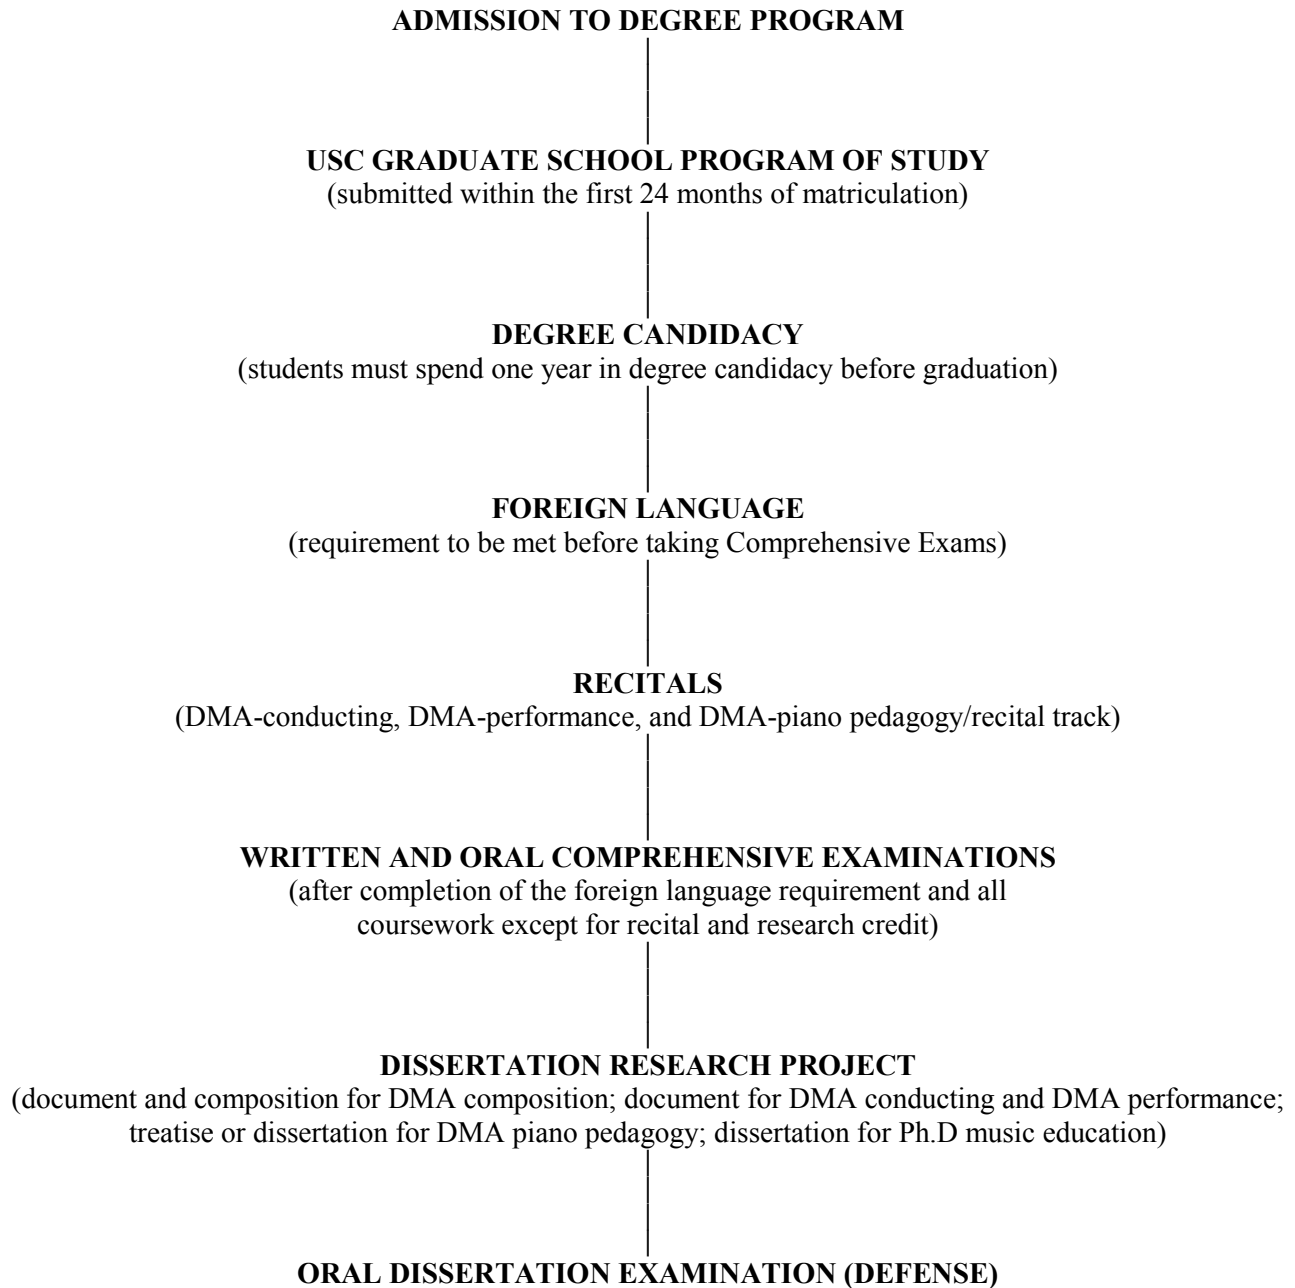 ADMISSION TO DEGREE PROGRAM
USC GRADUATE SCHOOL PROGRAM OF STUDY
(submitted within the first 24 months of matriculation)
DEGREE CANDIDACY
(students must spend one year in degree candidacy before graduation)
FOREIGN LANGUAGE
(requirement to be met before taking Comprehensive Exams)
RECITALS
(DMA-conducting, DMA-performance, and DMA-piano pedagogy/recital track)
WRITTEN AND ORAL COMPREHENSIVE EXAMINATIONS
(after completion of the foreign language requirement and all
coursework except for recital and research credit)
DISSERTATION RESEARCH PROJECT
(document and composition for DMA composition; document for DMA conducting and DMA performance;
treatise or dissertation for DMA piano pedagogy; dissertation for Ph.D music education)
ORAL DISSERTATION EXAMINATION (DEFENSE)